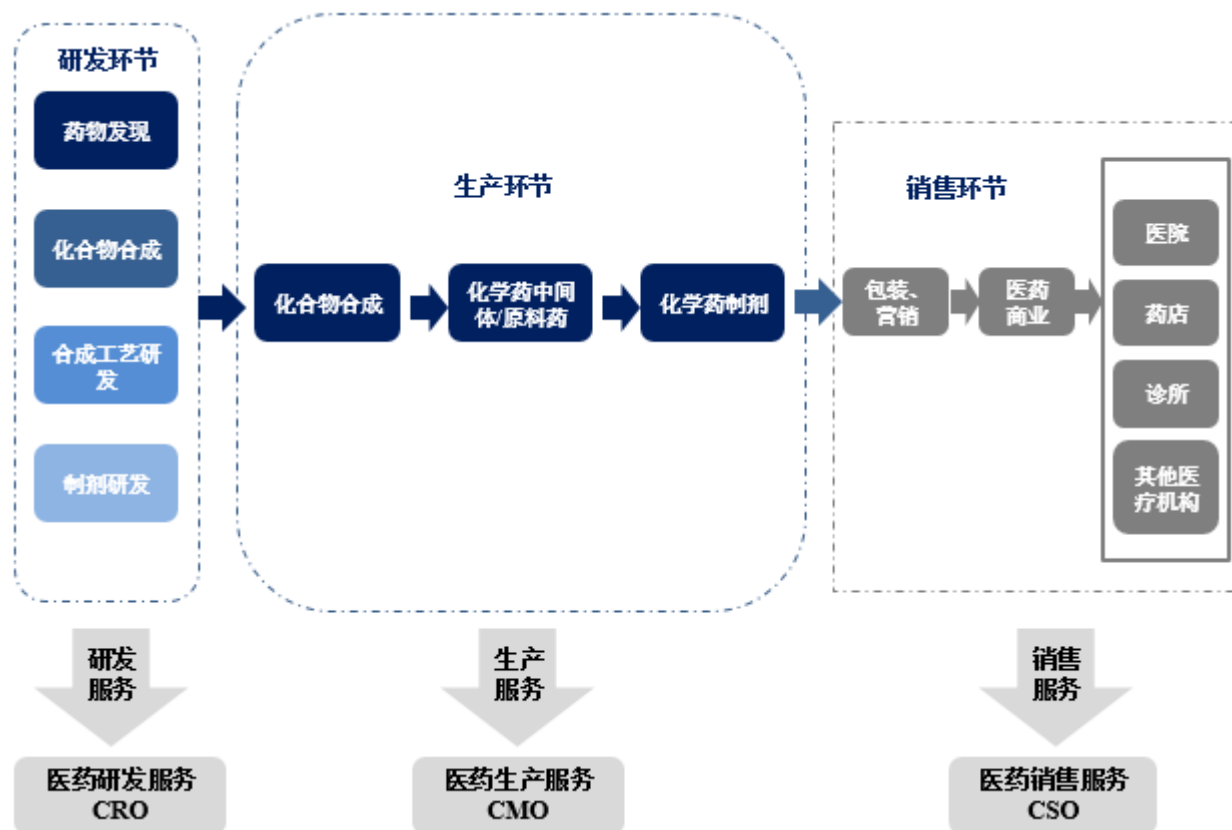 研发环节
药物发现
化合物合成
合成工艺研
发
制剂研发
生产环节
化合物合成
化学药中间
体/原料药
化学药制剂
销售环节
包装、
营销
医药
商业
医院
药店
诊所
其他医
疗机构
研发
服务
生产
服务
销售
服务
医药研发服务
CRO
医药生产服务
CMO
医药销售服务
CSO